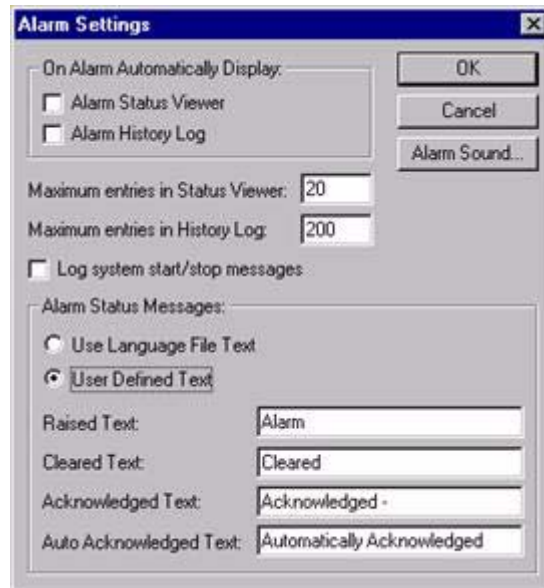 Alarm Settings
On Alarm Automatically Display:
OK
Alarm Status Viewer
Cancel
Alarm History Log
Alarm Sound...
Maximum entries in Status Viewer: 20
Maximum entries in History Log: 200
Log system start/stop messages
Alarm Status Messages:
Use Language File Text
User Defined Text
Raised Text: Alarm
Cleared Text: Cleared
Acknowledged Text: Acknowledged -
Auto Acknowledged Text: Automatically Acknowledged